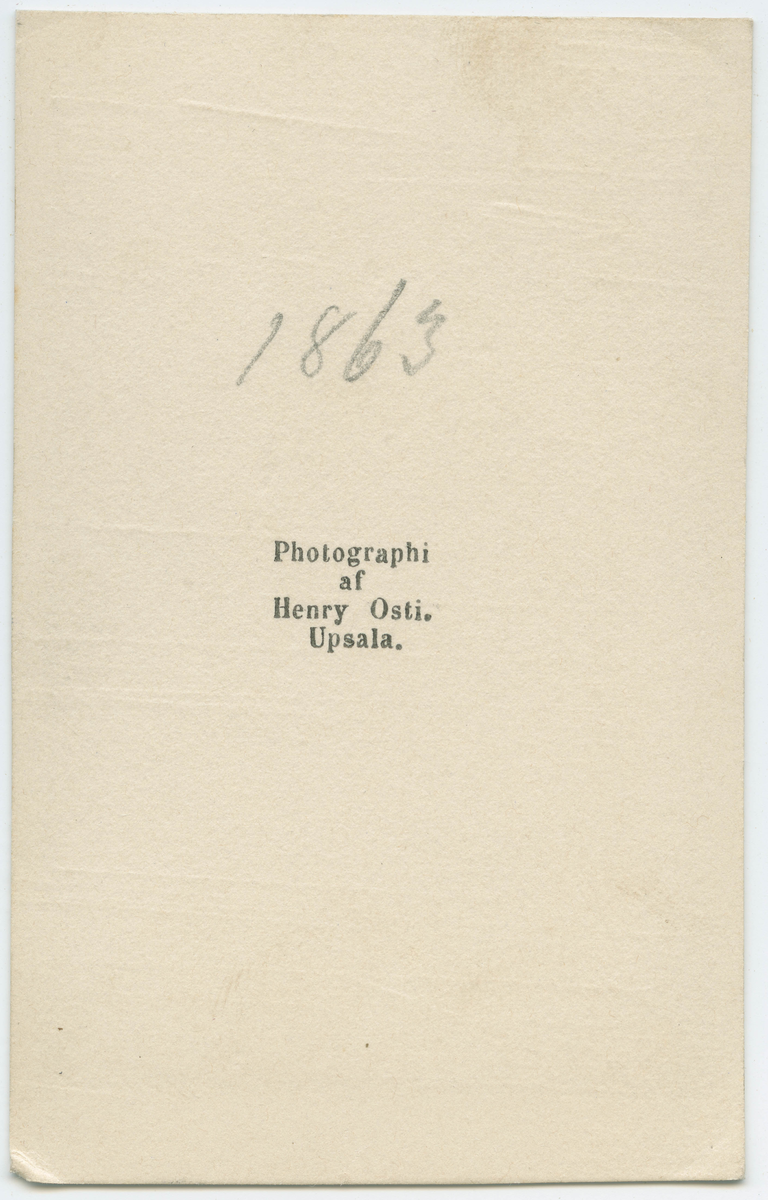 1863
Photographi
af
Henry Osti.
Upsala.